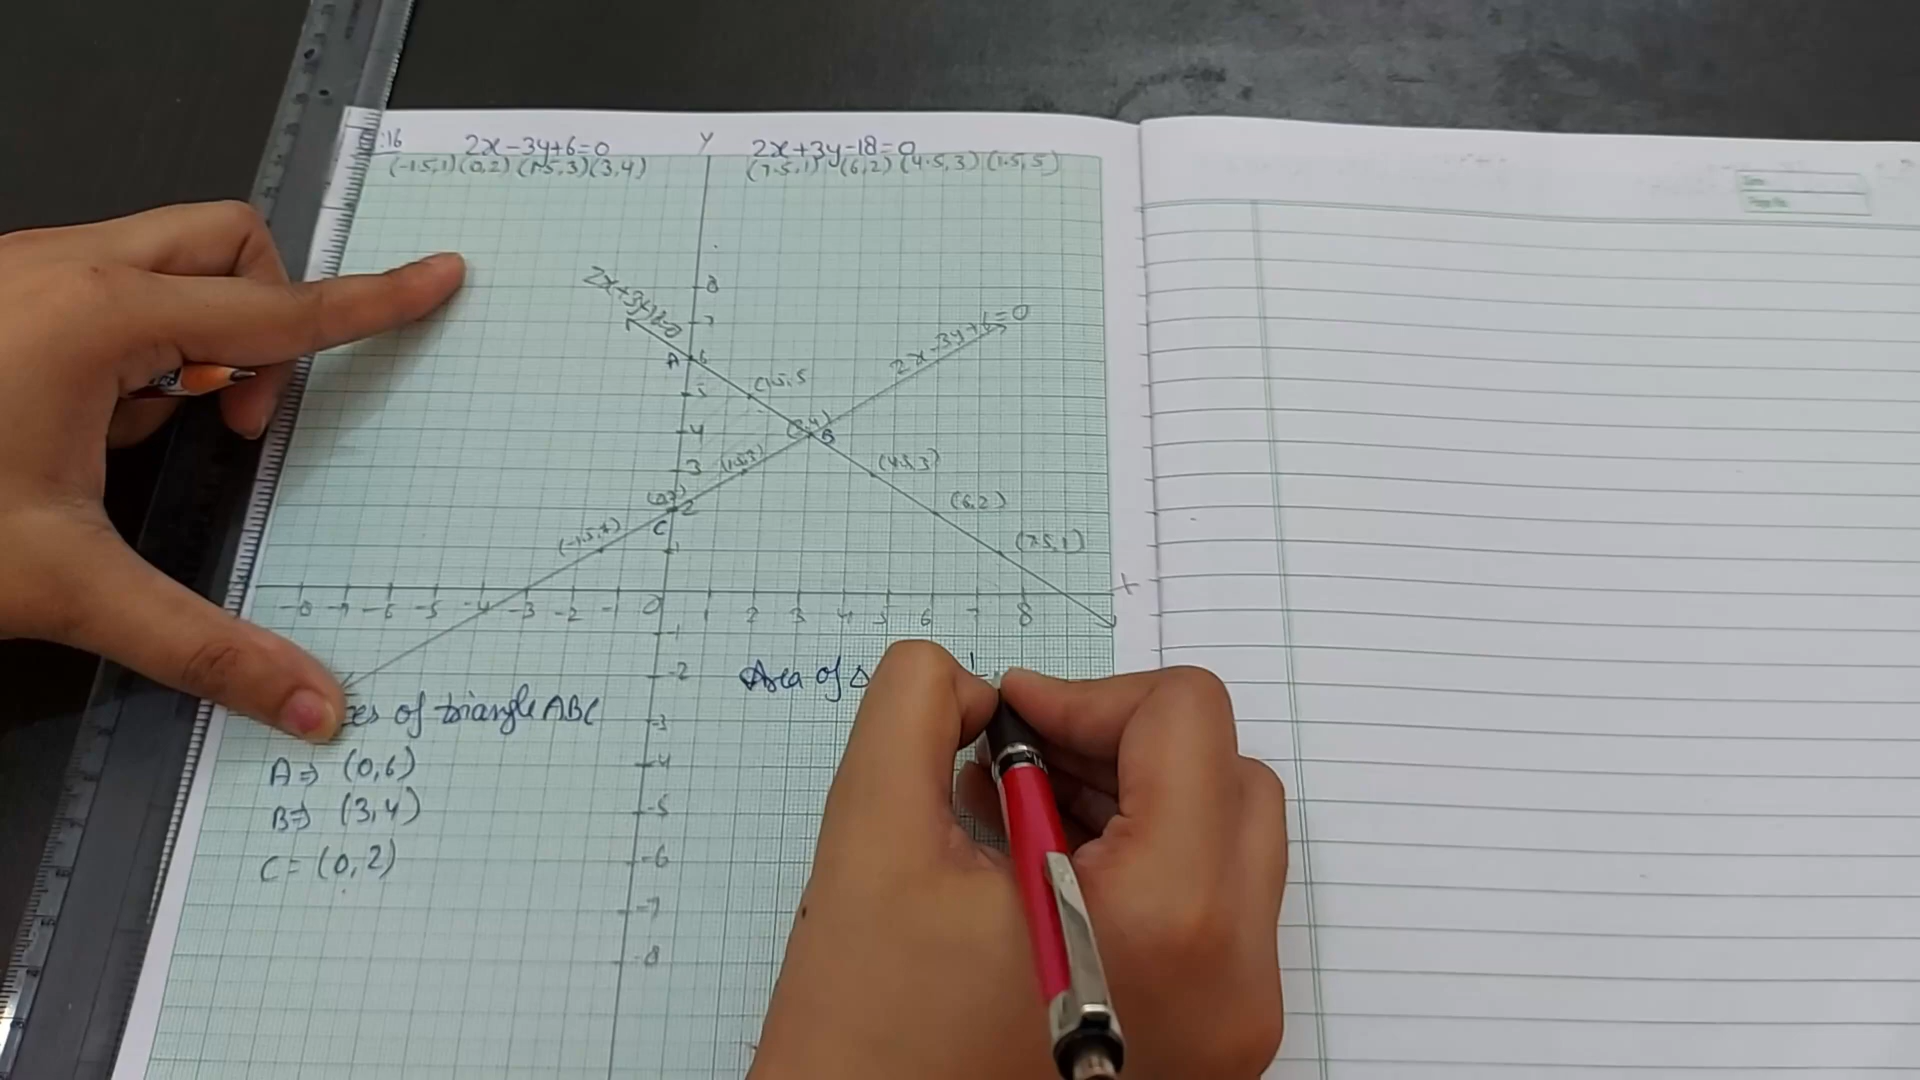 :16 2x-3y+6=0 Y 2x+3y-18=0
(-1.5,1) (0,2) (1.5,3) (3,4) (7.5,1) (6,2) (4.5,3) (1.5,5)
8
2x+3y-18=0
7
2x-3y+6=0
A 6
5 (1.5,5
(3,4)
4 B
3 (1.5,3) (4.5,3)
(0,2)
2 (6,2)
C
(-1.5,1) 1 (7.5,1)
-8 -7 -6 -5 -4 -3 -2 -1 0 1 2 3 4 5 6 7 8
-1
-2 Area of Δ
es of triangle ABC
-3
A⇒ (0,6)
-4
B⇒ (3,4)
-5
C = (0,2)
-6
-7
-8
Page No.